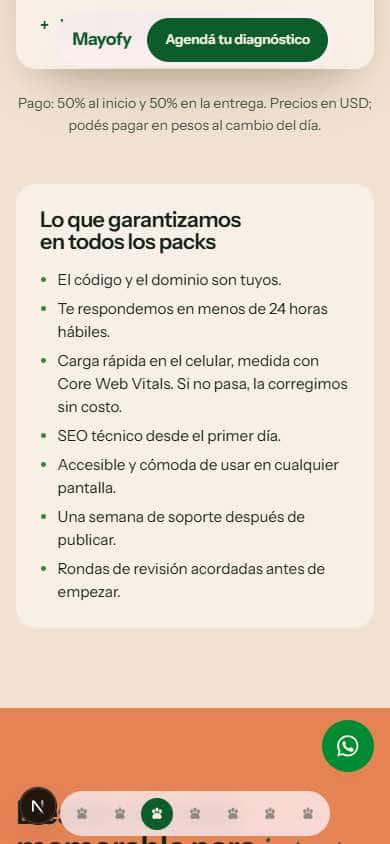 Mayofy
Agendá tu diagnóstico
Pago: 50% al inicio y 50% en la entrega. Precios en USD;
podés pagar en pesos al cambio del día.
Lo que garantizamos
en todos los packs
El código y el dominio son tuyos.
Te respondemos en menos de 24 horas
hábiles.
Carga rápida en el celular, medida con
Core Web Vitals. Si no pasa, la corregimos
sin costo.
SEO técnico desde el primer día.
Accesible y cómoda de usar en cualquier
pantalla.
Una semana de soporte después de
publicar.
Rondas de revisión acordadas antes de
empezar.
N